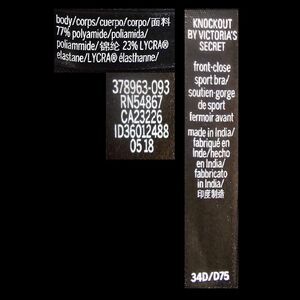 body/corps/cuerpo/corpo/面料
77% polyamide/poliamida/
poliammide/锦纶 23% LYCRA®
elastane/LYCRA® élasthanne/
378963-093
RN54867
CA23226
ID36012488
05 18
KNOCKOUT
BY VICTORIA'S
SECRET
front-close
sport bra/
soutien-gorge
de sport
fermoir avant
made in India/
fabriqué en
Inde/hecho
en India/
fabbricato
in India/
印度制造
34D/D75